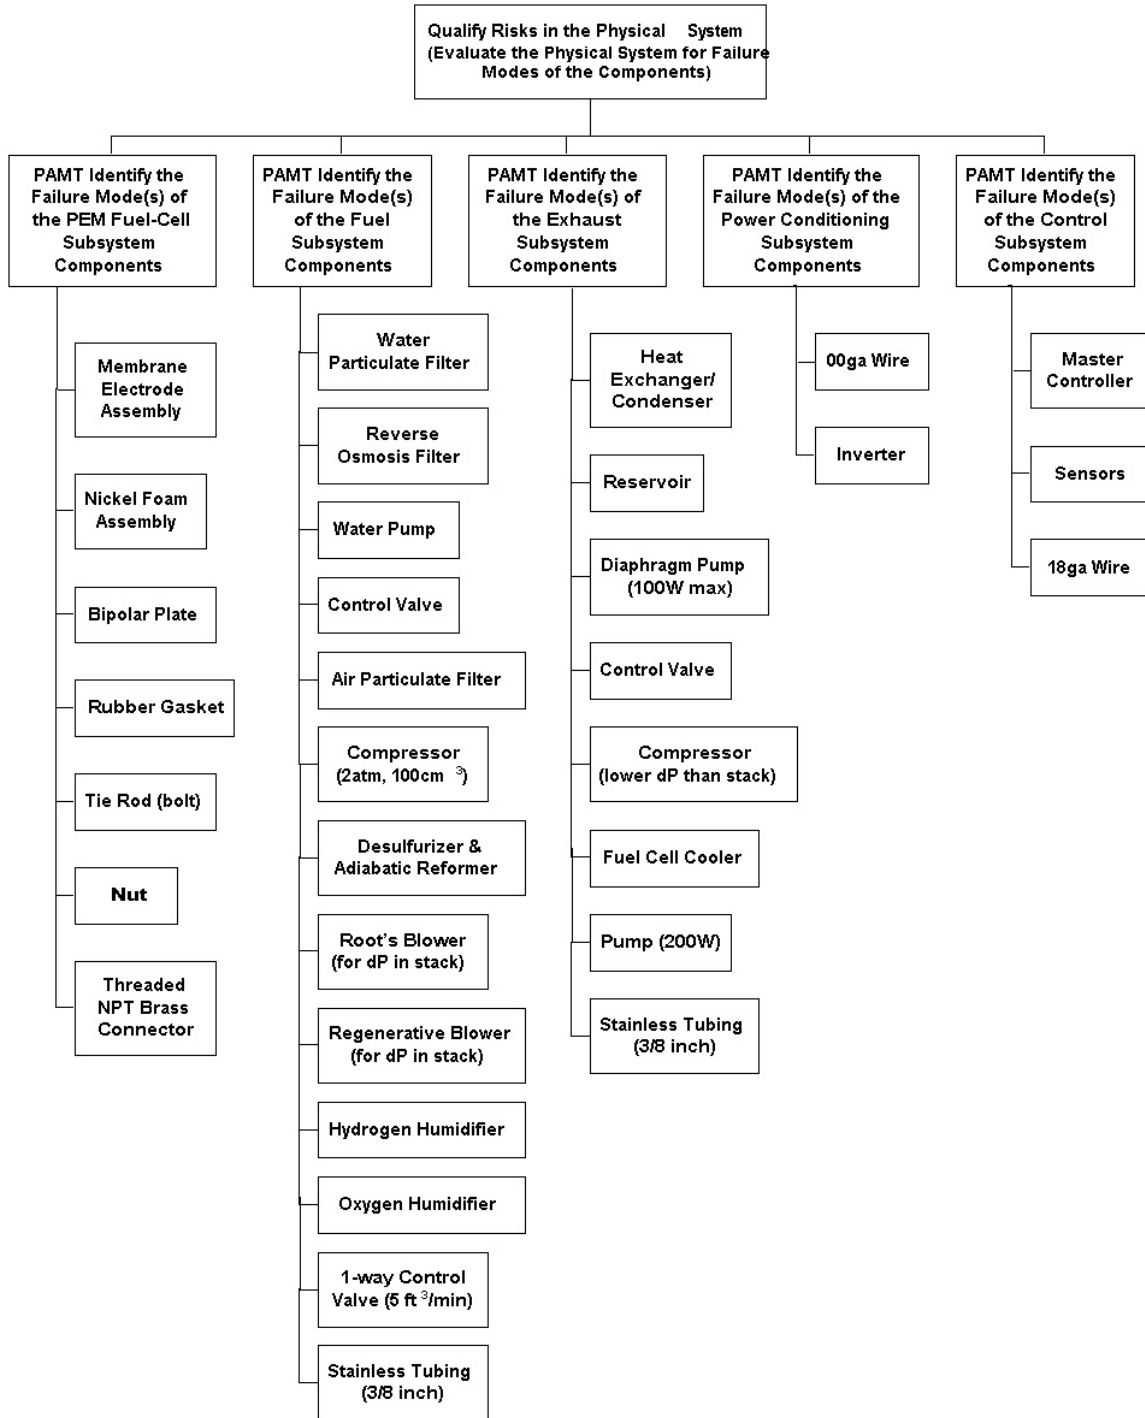 Qualify Risks in the Physical System
(Evaluate the Physical System for Failure
Modes of the Components)
PAMT Identify the
Failure Mode(s) of
the PEM Fuel-Cell
Subsystem
Components
PAMT Identify the
Failure Mode(s)
of the Fuel
Subsystem
Components
PAMT Identify the
Failure Mode(s) of
the Exhaust
Subsystem
Components
PAMT Identify the
Failure Mode(s) of the
Power Conditioning
Subsystem
Components
PAMT Identify the
Failure Mode(s)
of the Control
Subsystem
Components
Membrane
Electrode
Assembly
Nickel Foam
Assembly
Bipolar Plate
Rubber Gasket
Tie Rod (bolt)
Nut
Threaded
NPT Brass
Connector
Water
Particulate Filter
Reverse
Osmosis Filter
Water Pump
Control Valve
Air Particulate Filter
Compressor
(2atm, 100cm ³)
Desulfurizer &
Adiabatic Reformer
Root's Blower
(for dP in stack)
Regenerative Blower
(for dP in stack)
Hydrogen Humidifier
Oxygen Humidifier
1-way Control
Valve (5 ft ³/min)
Stainless Tubing
(3/8 inch)
Heat
Exchanger/
Condenser
Reservoir
Diaphragm Pump
(100W max)
Control Valve
Compressor
(lower dP than stack)
Fuel Cell Cooler
Pump (200W)
Stainless Tubing
(3/8 inch)
00ga Wire
Inverter
Master
Controller
Sensors
18ga Wire